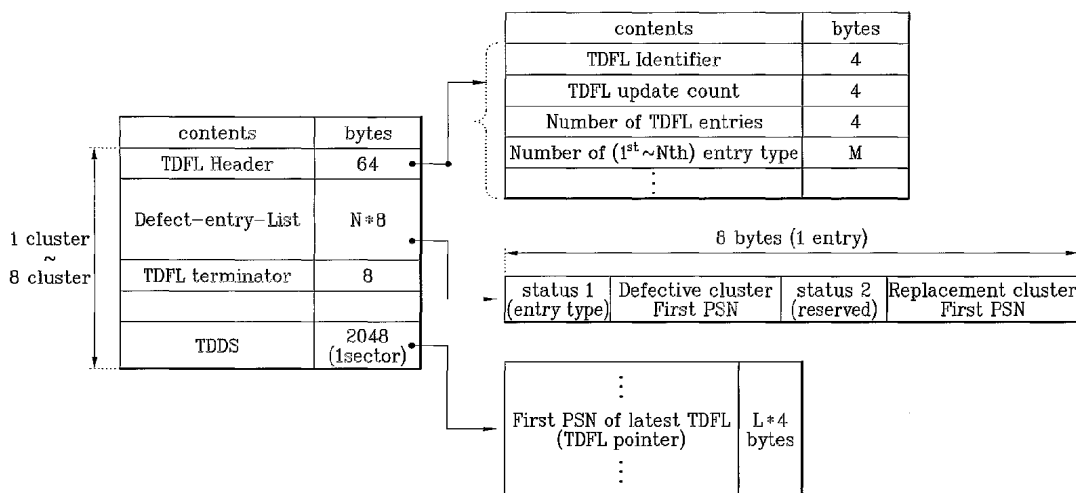 contents bytes
TDFL Identifier 4
TDFL update count 4
Number of TDFL entries 4
Number of (1st~Nth) entry type M
⋮
contents bytes
TDFL Header 64
Defect-entry-List N*8
TDFL terminator 8
TDDS 2048
(1sector)
1 cluster
~
8 cluster
8 bytes (1 entry)
status 1 Defective cluster status 2 Replacement cluster
(entry type) First PSN (reserved) First PSN
⋮
First PSN of latest TDFL L*4
(TDFL pointer) bytes
⋮